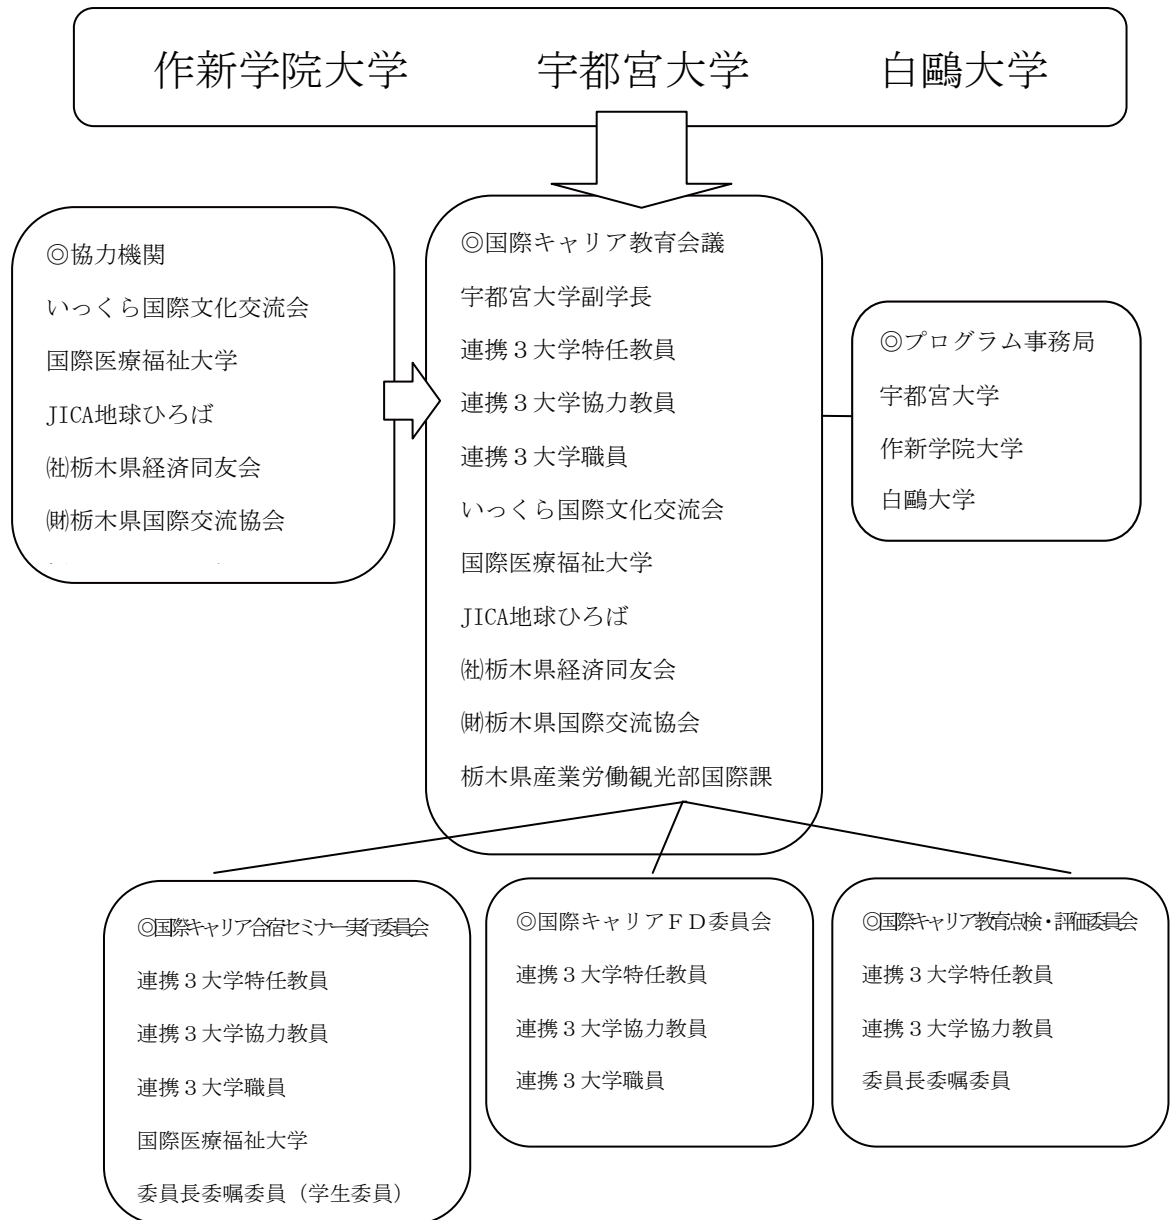 作新学院大学 宇都宮大学 白鷗大学
◎協力機関
いっくら国際文化交流会
国際医療福祉大学
JICA地球ひろば
㈳栃木県経済同友会
㈶栃木県国際交流協会
◎国際キャリア教育会議
宇都宮大学副学長
連携３大学特任教員
連携３大学協力教員
連携３大学職員
いっくら国際文化交流会
国際医療福祉大学
JICA地球ひろば
㈳栃木県経済同友会
㈶栃木県国際交流協会
栃木県産業労働観光部国際課
◎プログラム事務局
宇都宮大学
作新学院大学
白鷗大学
◎国際キャリア合宿セミナー実行委員会
連携３大学特任教員
連携３大学協力教員
連携３大学職員
国際医療福祉大学
委員長委嘱委員（学生委員）
◎国際キャリアＦＤ委員会
連携３大学特任教員
連携３大学協力教員
連携３大学職員
◎国際キャリア教育点検・評価委員会
連携３大学特任教員
連携３大学協力教員
委員長委嘱委員